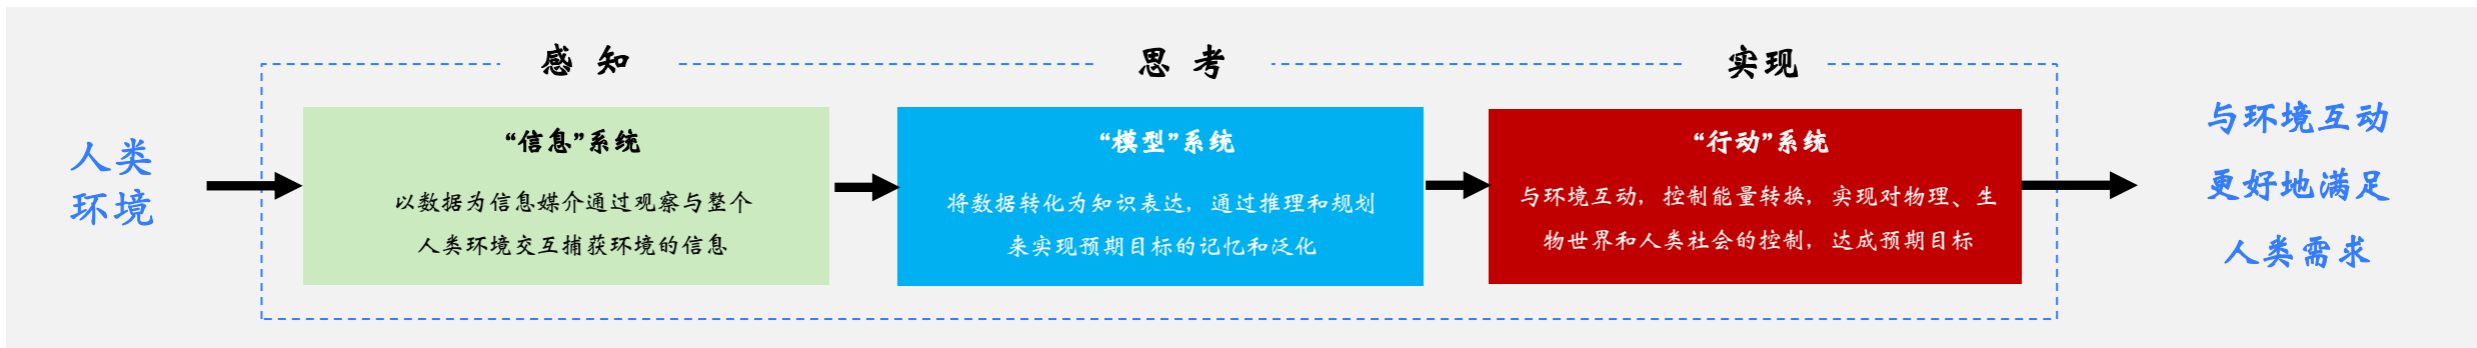 感 知
思 考
实现
人类
环境
“信息”系统
以数据为信息媒介通过观察与整个
人类环境交互捕获环境的信息
“模型”系统
将数据转化为知识表达，通过推理和规划
来实现预期目标的记忆和泛化
“行动”系统
与环境互动，控制能量转换，实现对物理、生
物世界和人类社会的控制，达成预期目标
与环境互动
更好地满足
人类需求